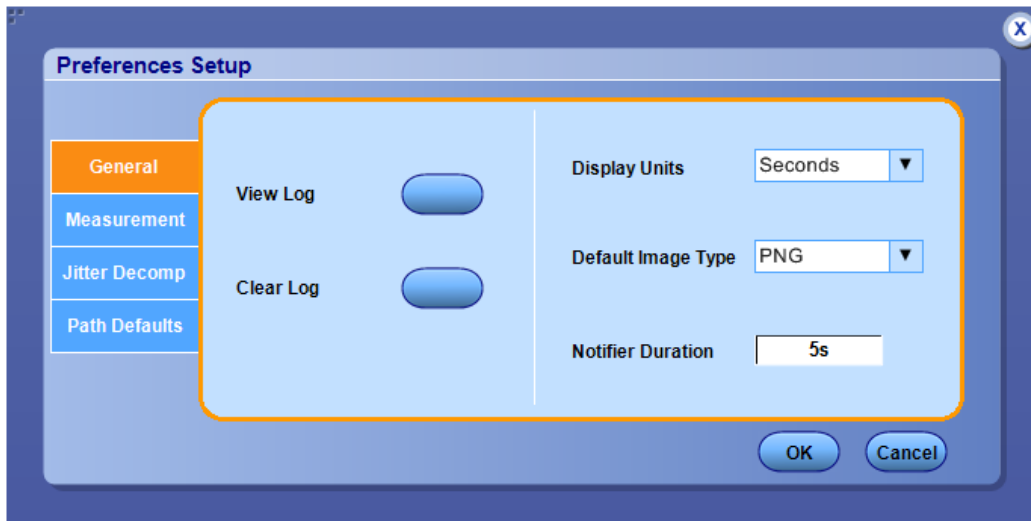 X
Preferences Setup
General
Measurement
Jitter Decomp
Path Defaults
View Log
Clear Log
Display Units Seconds ▼
Default Image Type PNG ▼
Notifier Duration 5s
OK Cancel